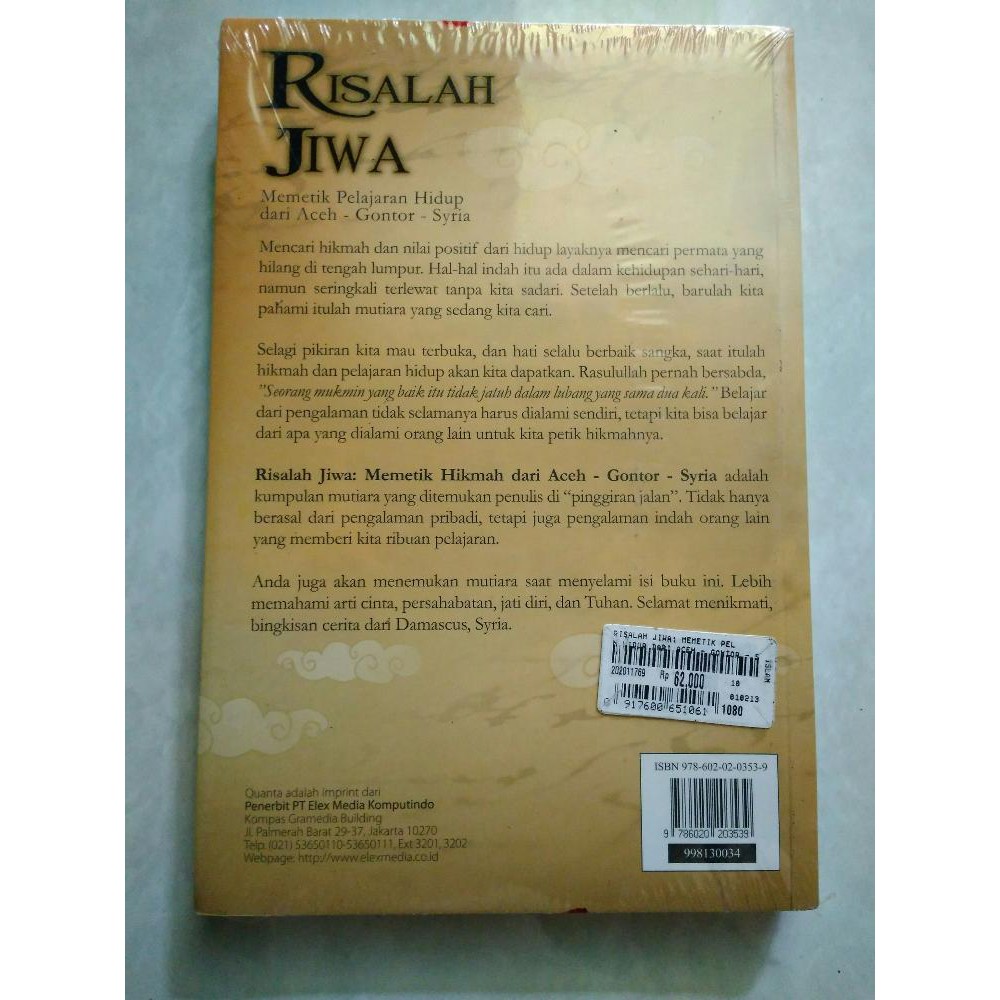 RISALAH
JIWA
Memetik Pelajaran Hidup
dari Aceh - Gontor - Syria
Mencari hikmah dan nilai positif dari hidup layaknya mencari permata yang
hilang di tengah lumpur. Hal-hal indah itu ada dalam kehidupan sehari-hari,
namun seringkali terlewat tanpa kita sadari. Setelah berlalu, barulah kita
pahami itulah mutiara yang sedang kita cari.
Selagi pikiran kita mau terbuka, dan hati selalu berbaik sangka, saat itulah
hikmah dan pelajaran hidup akan kita dapatkan. Rasulullah pernah bersabda,
"Seorang mukmin yang baik itu tidak jatuh dalam lubang yang sama dua kali." Belajar
dari pengalaman tidak selamanya harus dialami sendiri, tetapi kita bisa belajar
dari apa yang dialami orang lain untuk kita petik hikmahnya.
Risalah Jiwa: Memetik Hikmah dari Aceh - Gontor - Syria adalah
kumpulan mutiara yang ditemukan penulis di “pinggiran jalan”. Tidak hanya
berasal dari pengalaman pribadi, tetapi juga pengalaman indah orang lain
yang memberi kita ribuan pelajaran.
Anda juga akan menemukan mutiara saat menyelami isi buku ini. Lebih
memahami arti cinta, persahabatan, jati diri, dan Tuhan. Selamat menikmati,
bingkisan cerita dari Damascus, Syria.
RISALAH JIWA: MEMETIK PEL
HIDUP DARI ACEH - GONTOR - S
ISLAM
202011769 Rp 62,000 18
010213
0 917600 651061 1080
ISBN 978-602-02-0353-9
9 786020 203539
998130034
Quanta adalah imprint dari
Penerbit PT Elex Media Komputindo
Kompas Gramedia Building
Jl. Palmerah Barat 29-37, Jakarta 10270
Telp. (021) 53650110-53650111, Ext 3201, 3202
Webpage: http://www.elexmedia.co.id